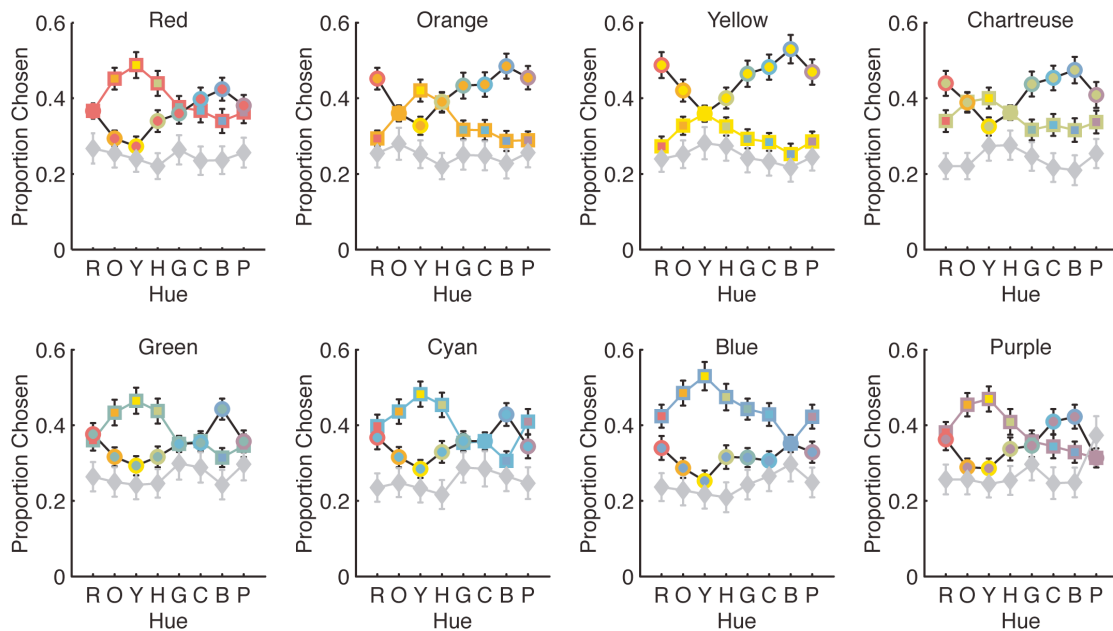 Red Orange Yellow Chartreuse
0.6 0.6 0.6 0.6
Proportion Chosen Proportion Chosen Proportion Chosen Proportion Chosen
0.4 0.4 0.4 0.4
0.2 0.2 0.2 0.2
0 0 0 0
R O Y H G C B P R O Y H G C B P R O Y H G C B P R O Y H G C B P
Hue Hue Hue Hue
Green Cyan Blue Purple
0.6 0.6 0.6 0.6
Proportion Chosen Proportion Chosen Proportion Chosen Proportion Chosen
0.4 0.4 0.4 0.4
0.2 0.2 0.2 0.2
0 0 0 0
R O Y H G C B P R O Y H G C B P R O Y H G C B P R O Y H G C B P
Hue Hue Hue Hue